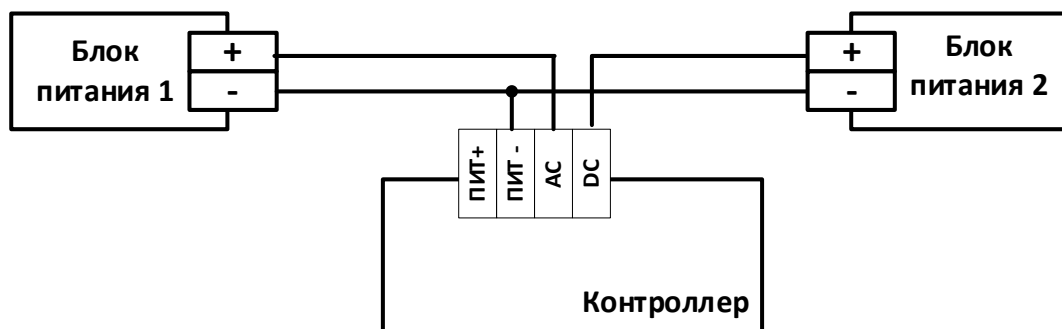 Блок
питания 1
+
-
+
-
Блок
питания 2
ПИТ+
ПИТ -
AC
DC
Контроллер